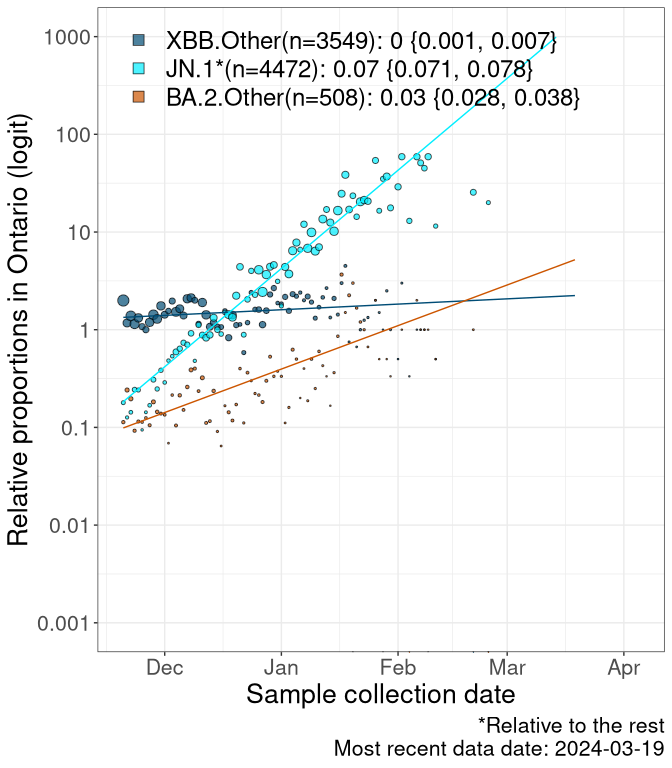 XBB.Other(n=3549): 0 {0.001, 0.007}
JN.1*(n=4472): 0.07 {0.071, 0.078}
BA.2.Other(n=508): 0.03 {0.028, 0.038}
Relative proportions in Ontario (logit)
1000
100
10
1
0.1
0.01
0.001
Dec Jan Feb Mar Apr
Sample collection date
*Relative to the rest
Most recent data date: 2024-03-19